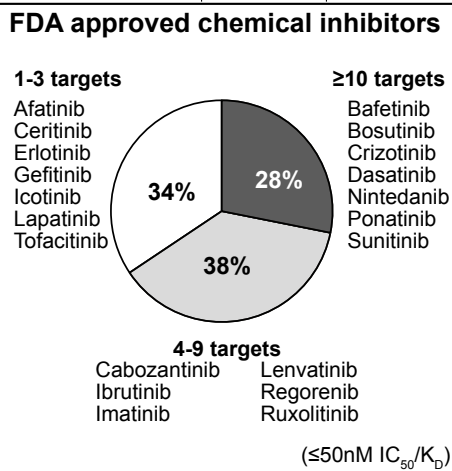 FDA approved chemical inhibitors
1-3 targets
Afatinib
Ceritinib
Erlotinib
Gefitinib
Icotinib
Lapatinib
Tofacitinib
34%
28%
38%
≥10 targets
Bafetinib
Bosutinib
Crizotinib
Dasatinib
Nintedanib
Ponatinib
Sunitinib
4-9 targets
Cabozantinib
Ibrutinib
Imatinib
Lenvatinib
Regorenib
Ruxolitinib
(≤50nM IC50/KD)